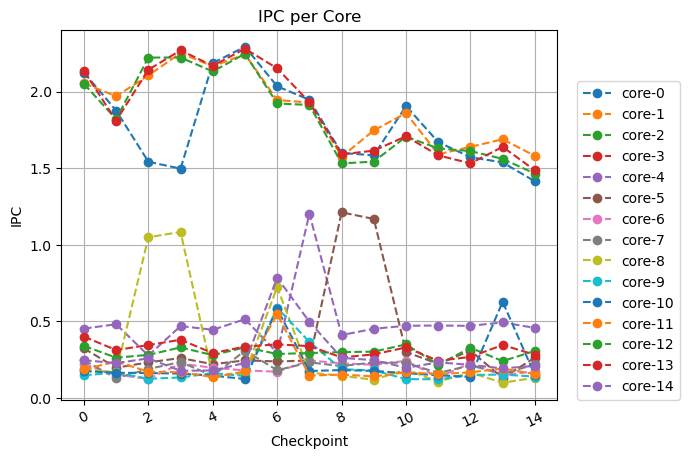 IPC per Core
IPC
2.0
1.5
1.0
0.5
0.0
0
2
4
6
8
10
12
14
Checkpoint
core-0
core-1
core-2
core-3
core-4
core-5
core-6
core-7
core-8
core-9
core-10
core-11
core-12
core-13
core-14